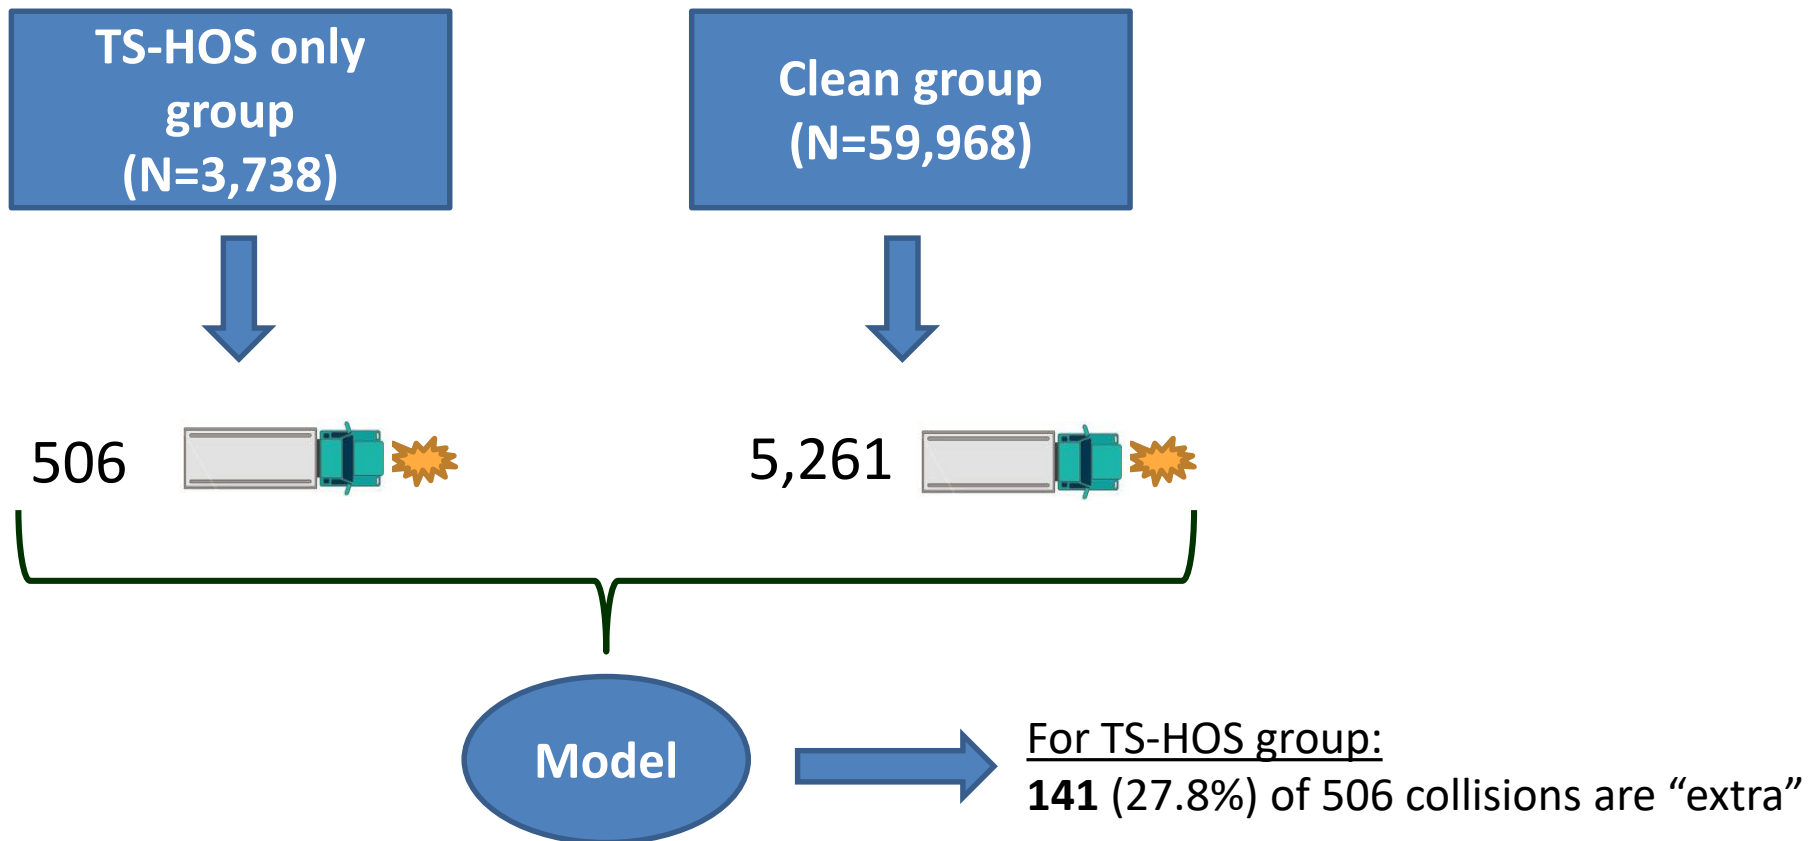 TS-HOS only
group
(N=3,738)
Clean group
(N=59,968)
506
5,261
Model
For TS-HOS group:
141 (27.8%) of 506 collisions are “extra”